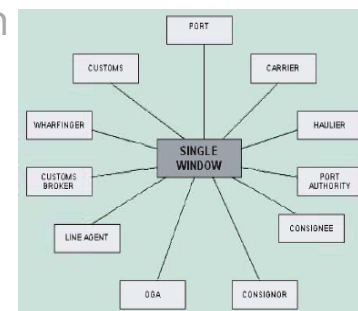 n
PORT
CUSTOMS
CARRIER
WHARFINGER
HAULIER
SINGLE
WINDOW
CUSTOMS
BROKER
PORT
AUTHORITY
LINE AGENT
CONSIGNEE
OGA
CONSIGNOR